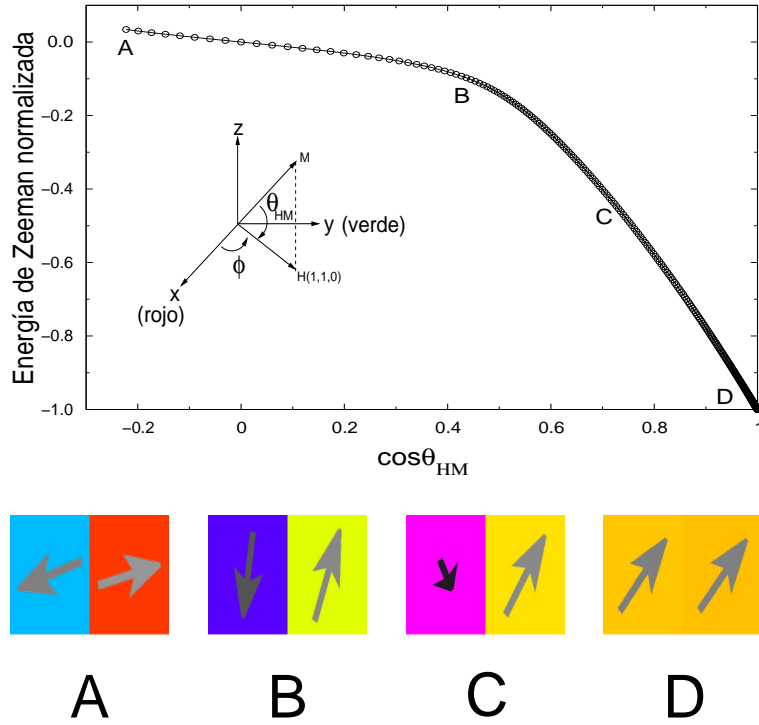 Energía de Zeeman normalizada
0.0
−0.2
−0.4
−0.6
−0.8
−1.0
A
B
C
D
z
M
θHM
y (verde)
ϕ
H(1,1,0)
x
(rojo)
−0.2 0 0.2 0.4 0.6 0.8 1
cosθHM
A B C D